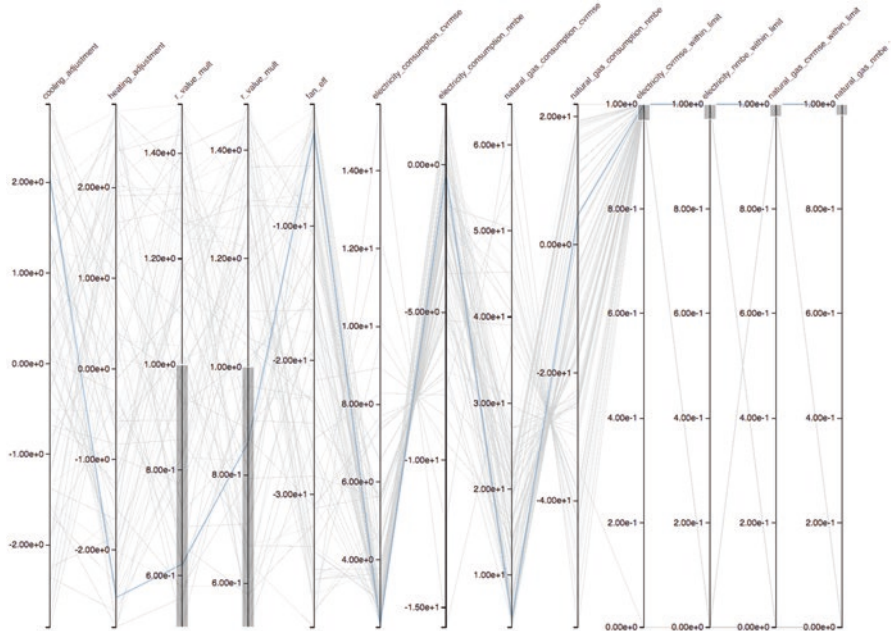 cooling_adjustment
heating_adjustment
r_value_mult
r_value_mult
fan_eff
electricity_consumption_cvrmse
electricity_consumption_nmbe
natural_gas_consumption_cvrmse
natural_gas_consumption_nmbe
electricity_cvrmse_within_limit
electricity_nmbe_within_limit
natural_gas_cvrmse_within_limit
natural_gas_nmbe_
2.00e+0
1.00e+0
0.00e+0
-1.00e+0
-2.00e+0
2.00e+0
1.00e+0
0.00e+0
-1.00e+0
-2.00e+0
1.40e+0
1.20e+0
1.00e+0
8.00e-1
6.00e-1
1.40e+0
1.20e+0
1.00e+0
8.00e-1
6.00e-1
-1.00e+1
-2.00e+1
-3.00e+1
1.40e+1
1.20e+1
1.00e+1
8.00e+0
6.00e+0
4.00e+0
0.00e+0
-5.00e+0
-1.00e+1
-1.50e+1
6.00e+1
5.00e+1
4.00e+1
3.00e+1
2.00e+1
1.00e+1
2.00e+1
0.00e+0
-2.00e+1
-4.00e+1
1.00e+0
8.00e-1
6.00e-1
4.00e-1
2.00e-1
0.00e+0
1.00e+0
8.00e-1
6.00e-1
4.00e-1
2.00e-1
0.00e+0
1.00e+0
8.00e-1
6.00e-1
4.00e-1
2.00e-1
0.00e+0
1.00e+0
8.00e-1
6.00e-1
4.00e-1
2.00e-1
0.00e+0